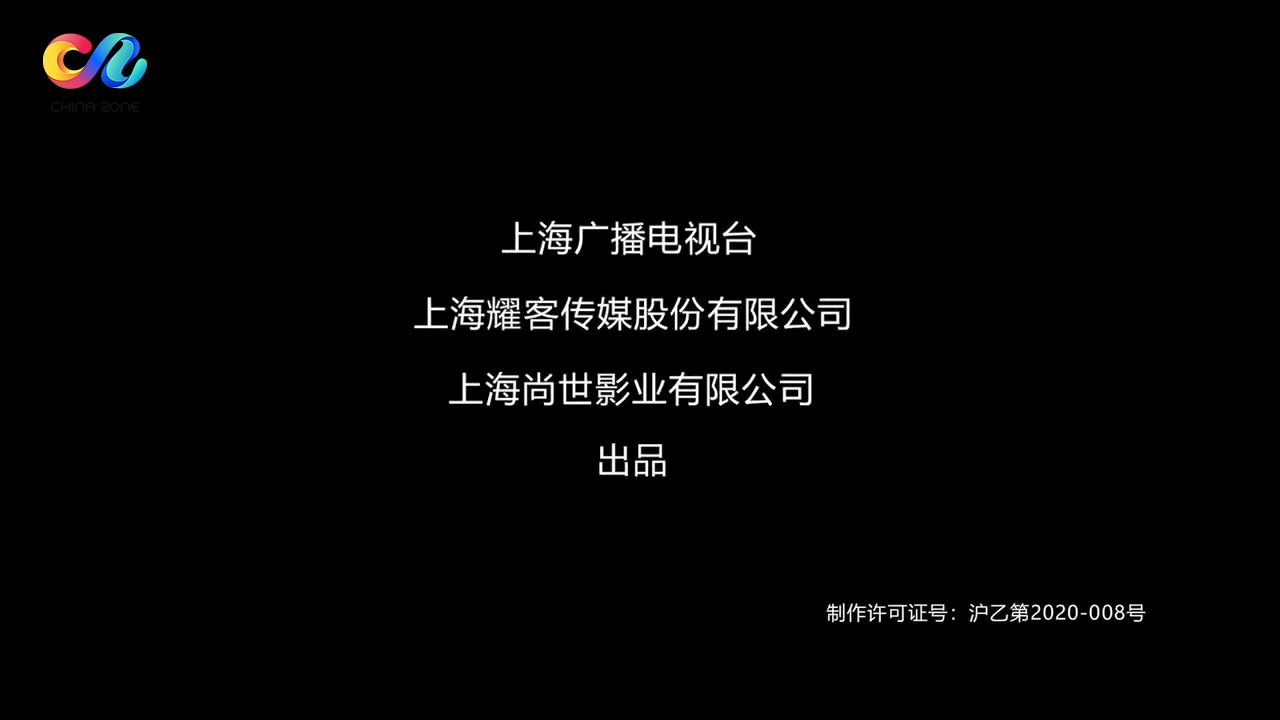 CHINA ZONE
上海广播电视台
上海耀客传媒股份有限公司
上海尚世影业有限公司
出品
制作许可证号：沪乙第2020-008号